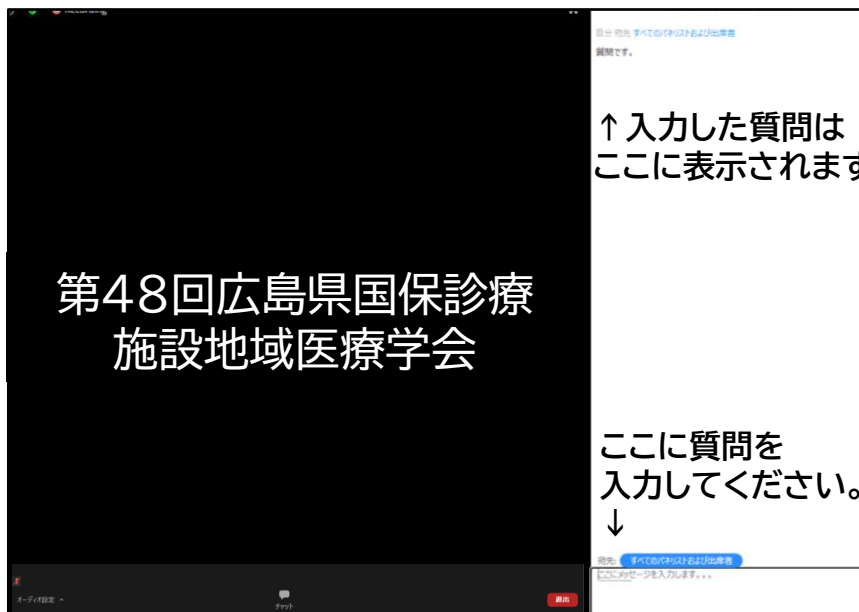 Recording
自分 宛先 すべてのパネリストおよび出席者
質問です。
↑入力した質問は
ここに表示されます
第48回広島県国保診療
施設地域医療学会
ここに質問を
入力してください。
↓
宛先: すべてのパネリストおよび出席者
ここにメッセージを入力します...
オーディオ設定
チャット
退出